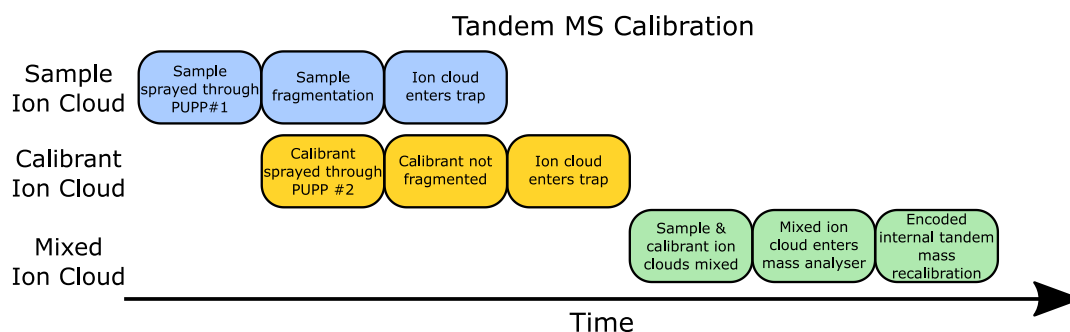 Tandem MS Calibration
Sample
Ion Cloud
Sample
sprayed through
PUPP#1
Sample
fragmentation
Ion cloud
enters trap
Calibrant
Ion Cloud
Calibrant
sprayed through
PUPP #2
Calibrant not
fragmented
Ion cloud
enters trap
Mixed
Ion Cloud
Sample &
calibrant ion
clouds mixed
Mixed ion
cloud enters
mass analyser
Encoded
internal tandem
mass
recalibration
Time